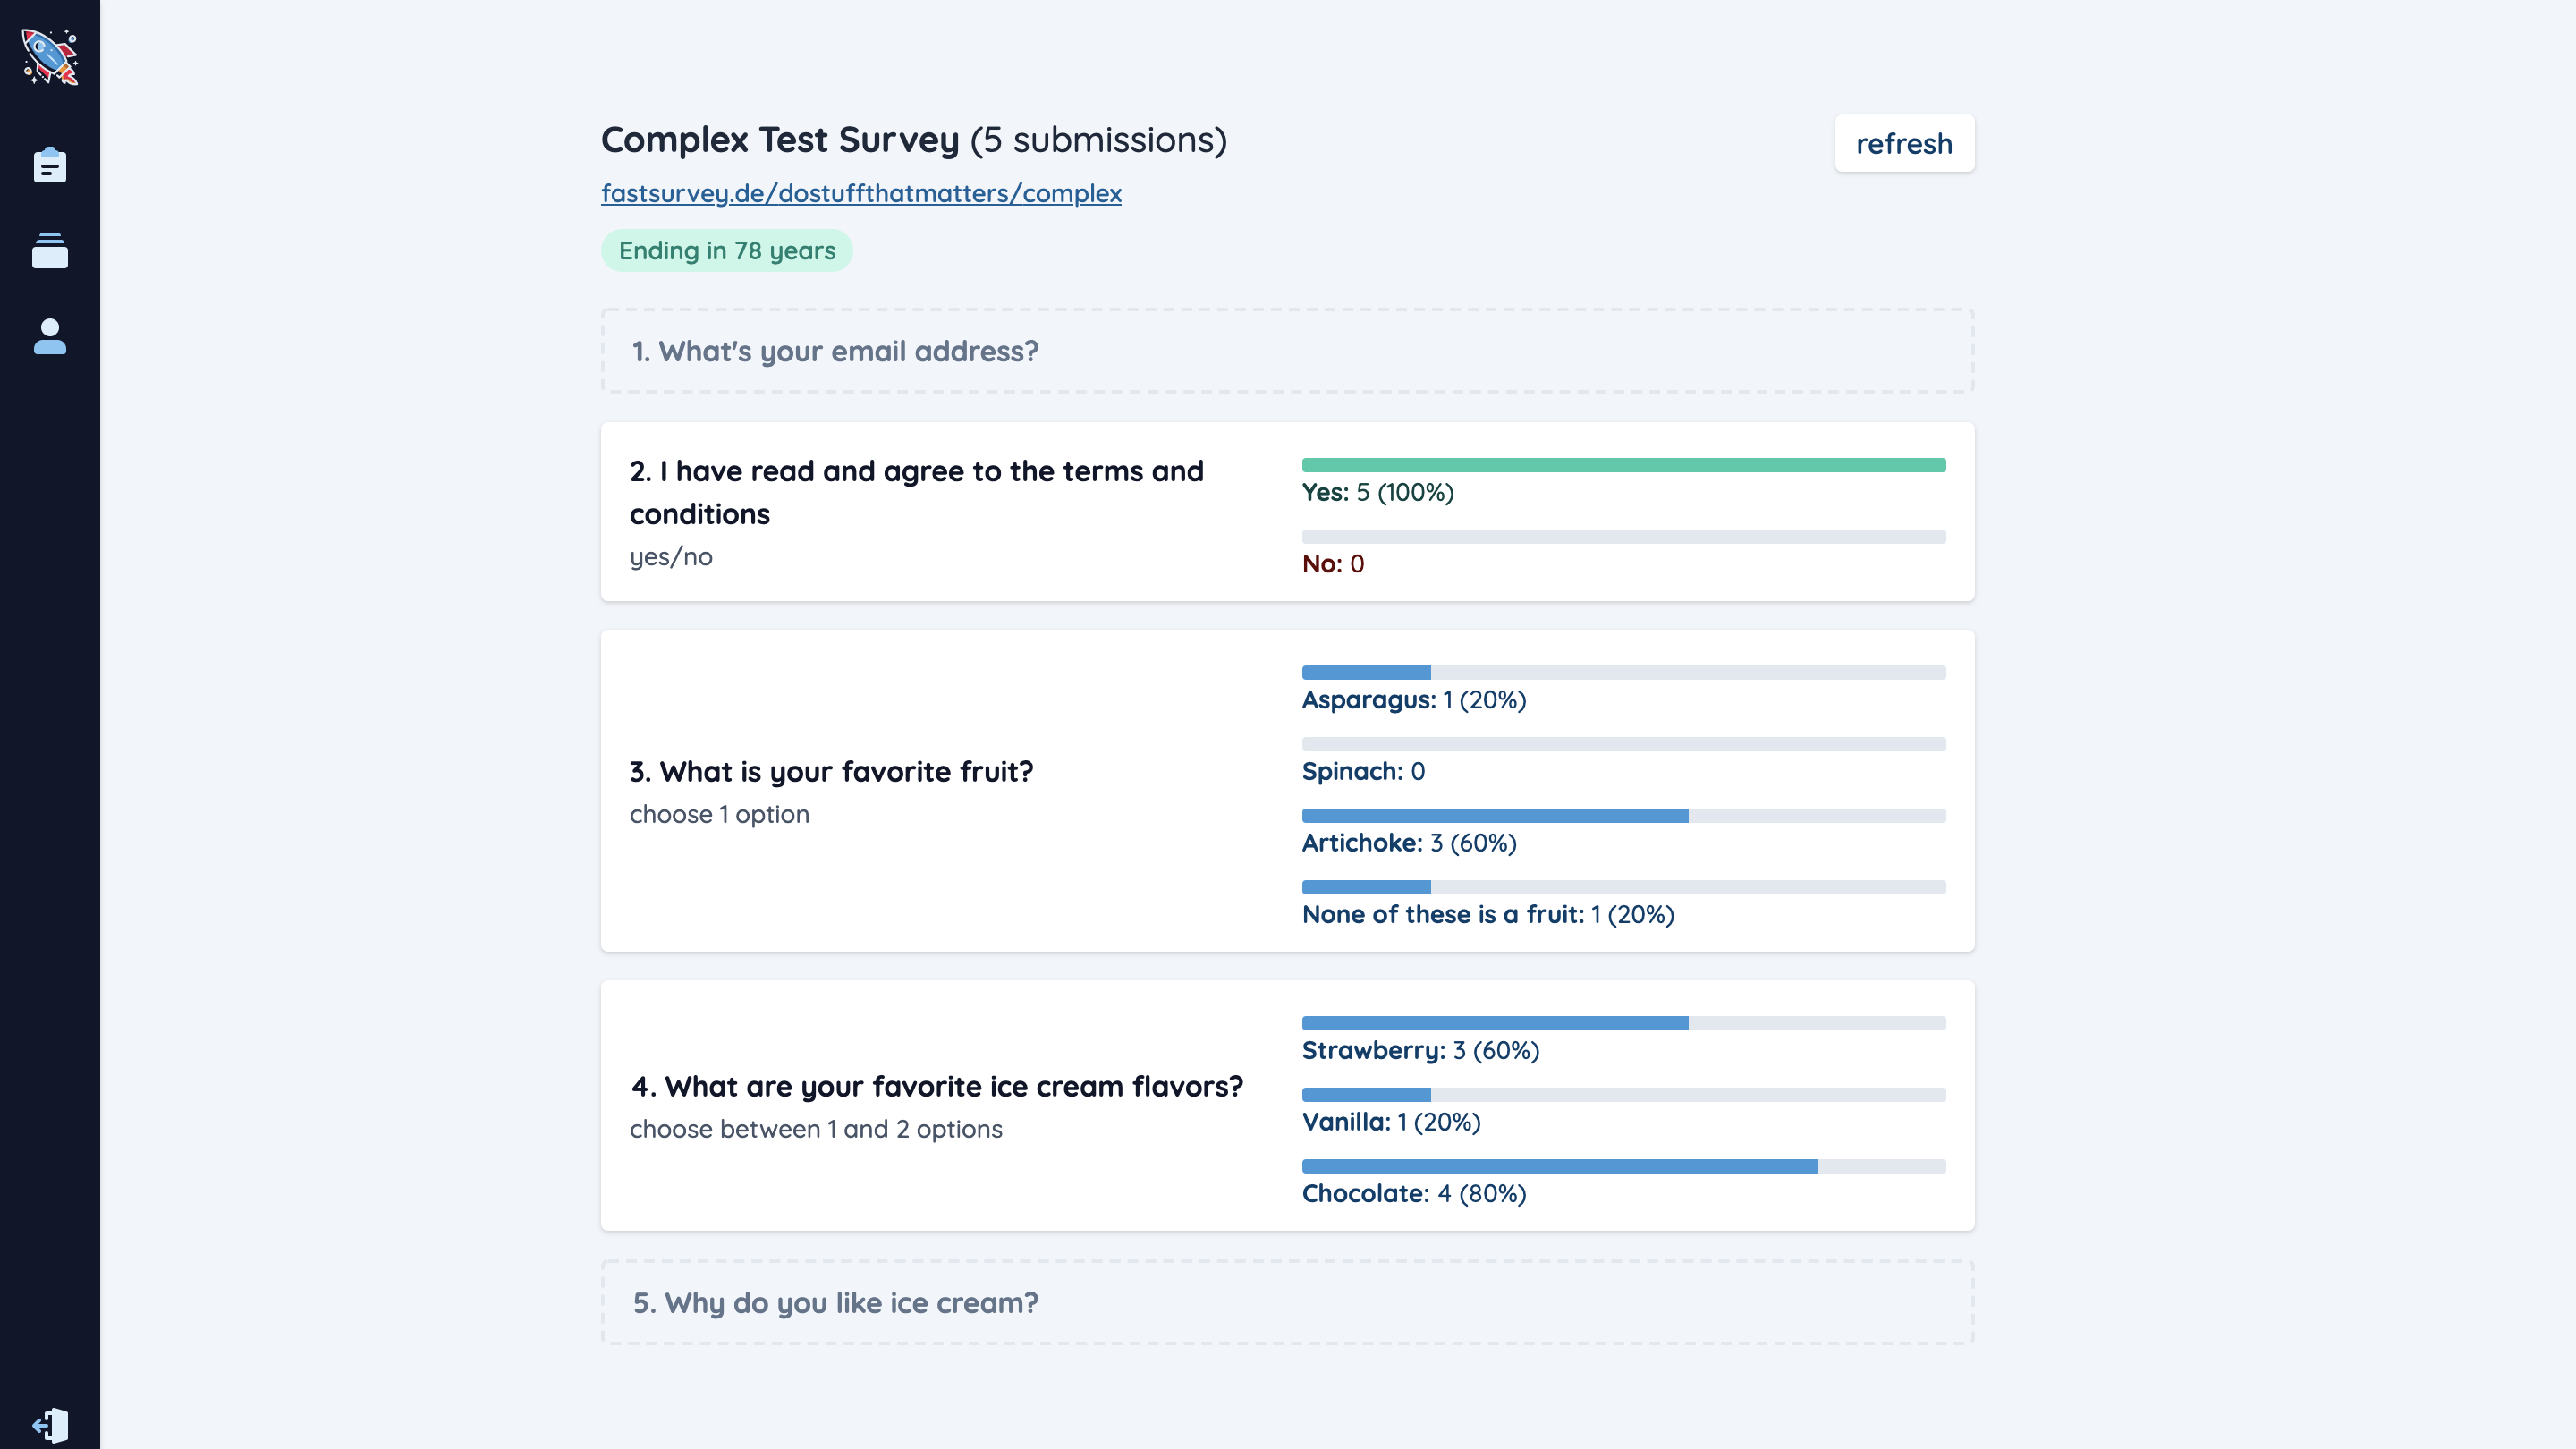 Complex Test Survey (5 submissions)
refresh
fastsurvey.de/dostuffthatmatters/complex
Ending in 78 years
1. What's your email address?
2. I have read and agree to the terms and
conditions
yes/no
Yes: 5 (100%)
No: 0
3. What is your favorite fruit?
choose 1 option
Asparagus: 1 (20%)
Spinach: 0
Artichoke: 3 (60%)
None of these is a fruit: 1 (20%)
4. What are your favorite ice cream flavors?
choose between 1 and 2 options
Strawberry: 3 (60%)
Vanilla: 1 (20%)
Chocolate: 4 (80%)
5. Why do you like ice cream?